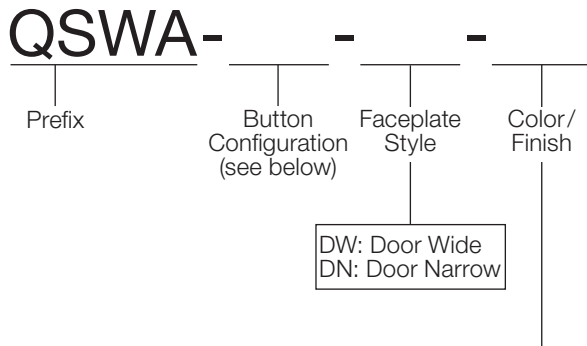 QSWA- - -
Prefix
Button
Configuration
(see below)
Faceplate
Style
Color/
Finish
DW: Door Wide
DN: Door Narrow